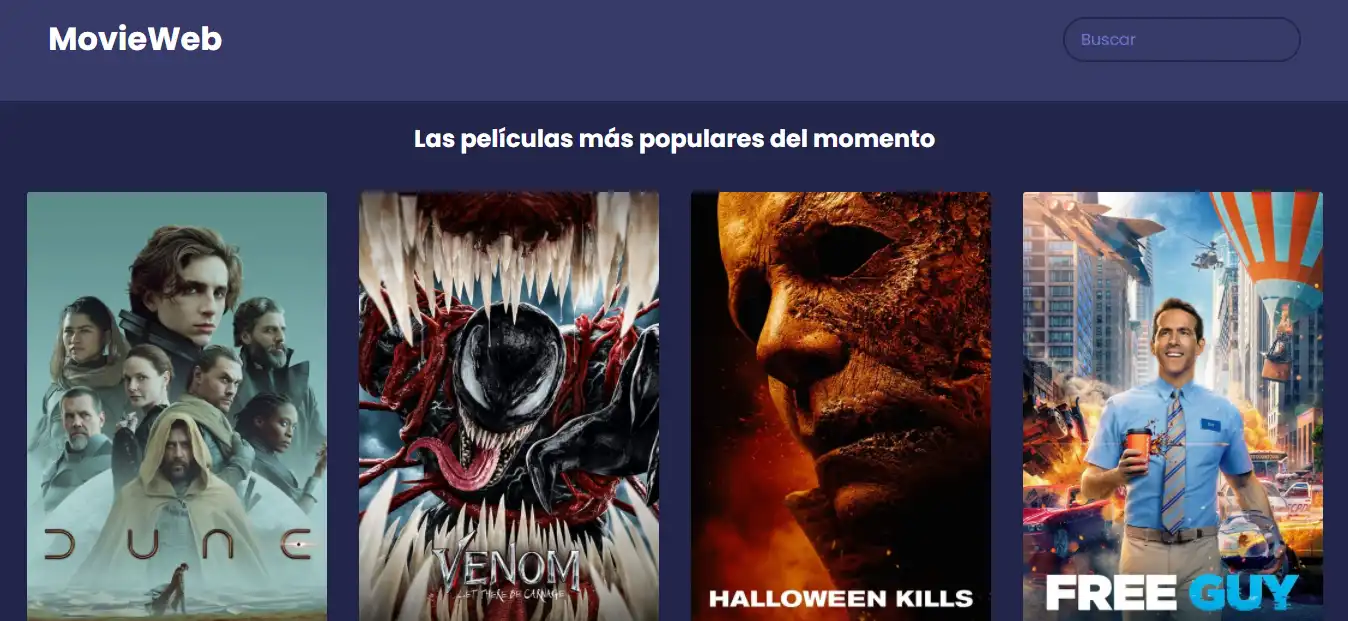 MovieWeb
Buscar
Las películas más populares del momento
DUNE
VENOM
LET THERE BE CARNAGE
HALLOWEEN KILLS
FREE GUY